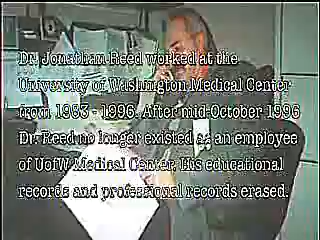 Dr. Jonathan Reed worked at the
University of Washington Medical Center
from 1983 - 1996. After mid-October 1996
Dr. Reed no longer existed as an employee
of UofW Medical Center. His educational
records and professional records erased.